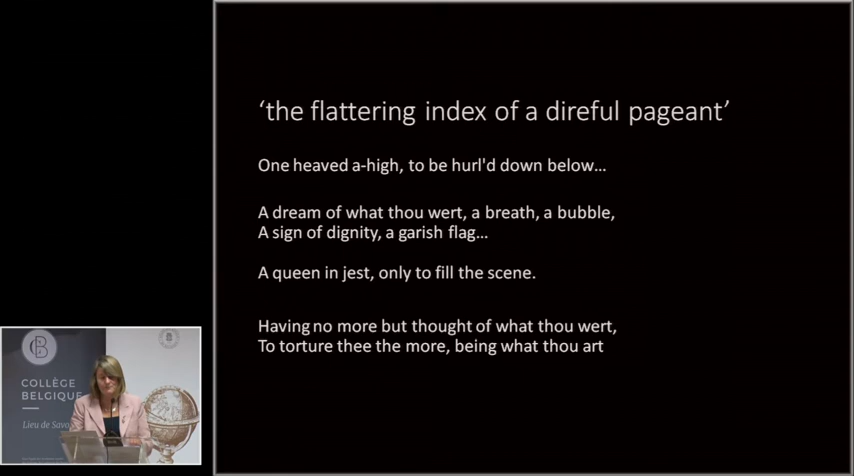 ‘the flattering index of a direful pageant’
One heaved a-high, to be hurl'd down below...
A dream of what thou wert, a breath, a bubble,
A sign of dignity, a garish flag...
A queen in jest, only to fill the scene.
Having no more but thought of what thou wert,
To torture thee the more, being what thou art
CB
COLLÈGE
BELGIQUE
Lieu de Savo